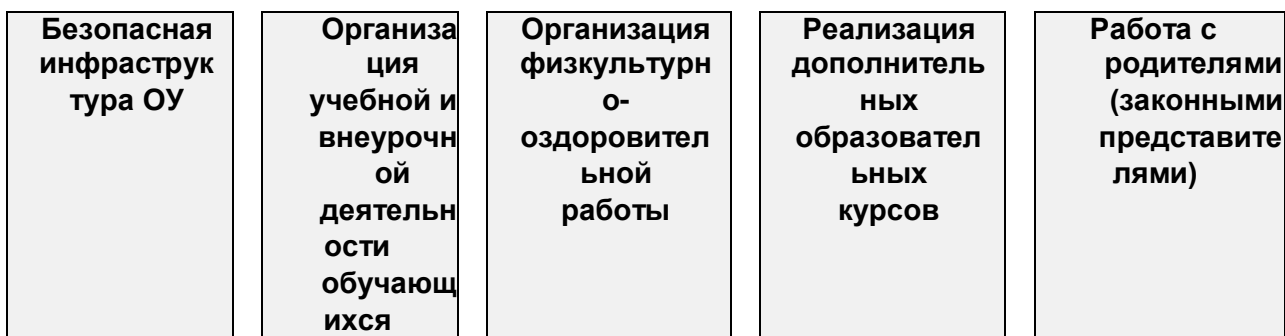 Безопасная
инфраструк
тура ОУ
Организа
ция
учебной и
внеурочн
ой
деятельн
ости
обучающ
ихся
Организация
физкультурн
о-
оздоровител
ьной
работы
Реализация
дополнитель
ных
образовател
ьных
курсов
Работа с
родителями
(законными
представите
лями)